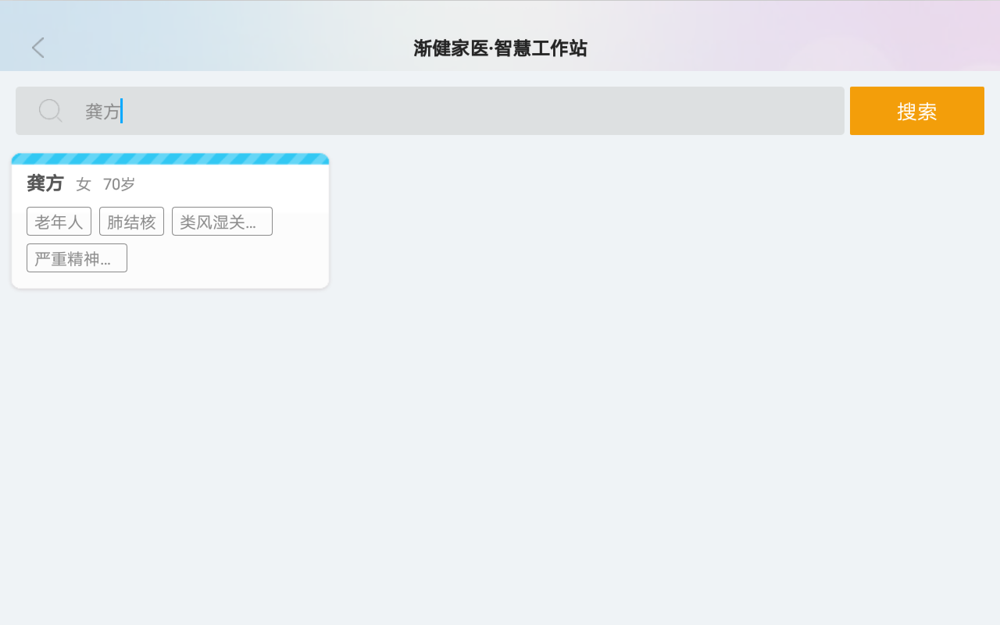 渐健家医·智慧工作站
龚方
搜索
龚方 女 70岁
老年人 肺结核 类风湿关...
严重精神...